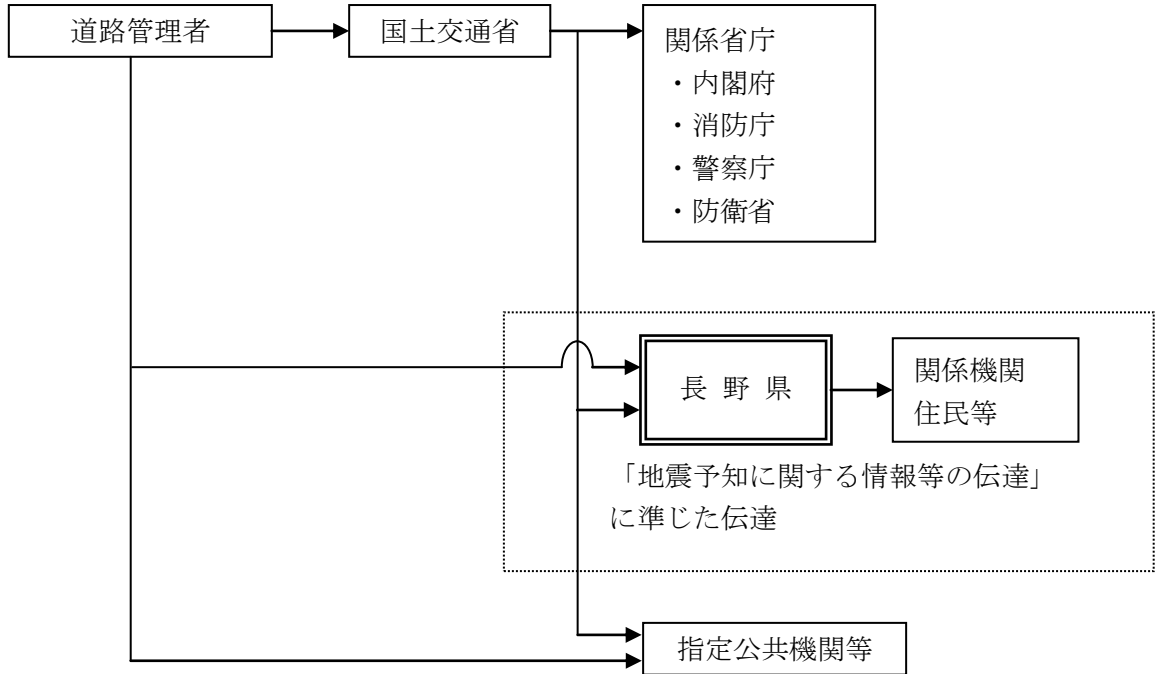 道路管理者
国土交通省
関係省庁
・内閣府
・消防庁
・警察庁
・防衛省
長 野 県
関係機関
住民等
「地震予知に関する情報等の伝達」
に準じた伝達
指定公共機関等